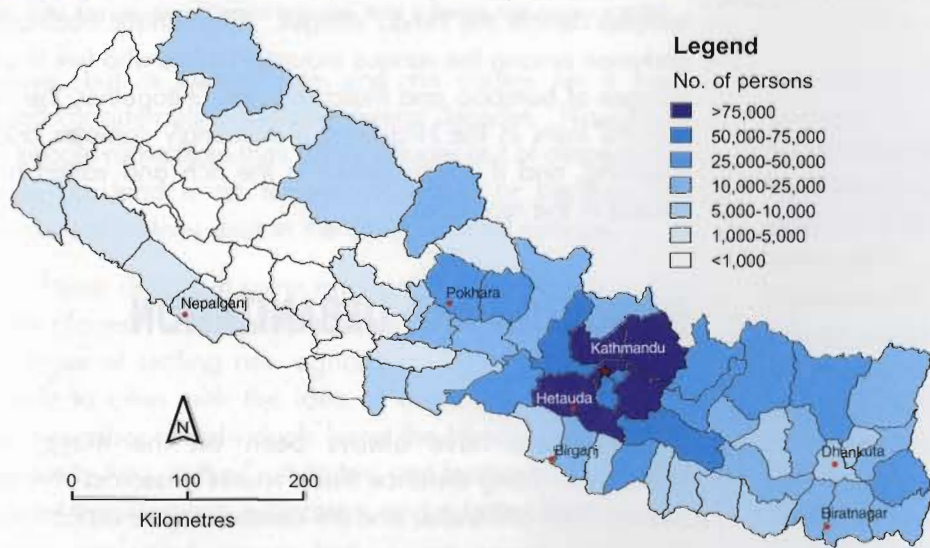 Legend
No. of persons
>75,000
50,000-75,000
25,000-50,000
10,000-25,000
5,000-10,000
1,000-5,000
<1,000
Pokhara
Nepalganj
Kathmandu
Hetauda
Birganj
Dhankuta
Biratnagar
N
100 200
Kilometres